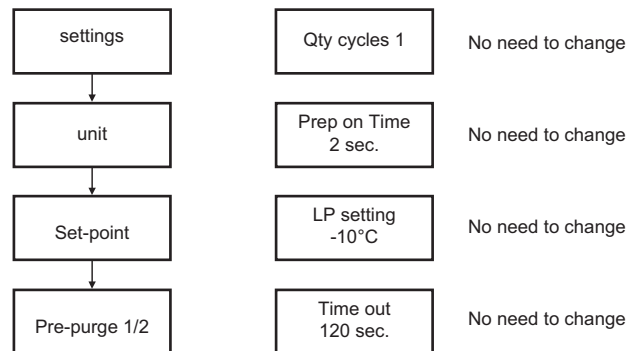 settings
Qty cycles 1
No need to change
unit
Prep on Time
2 sec.
No need to change
Set-point
LP setting
-10°C
No need to change
Pre-purge 1/2
Time out
120 sec.
No need to change